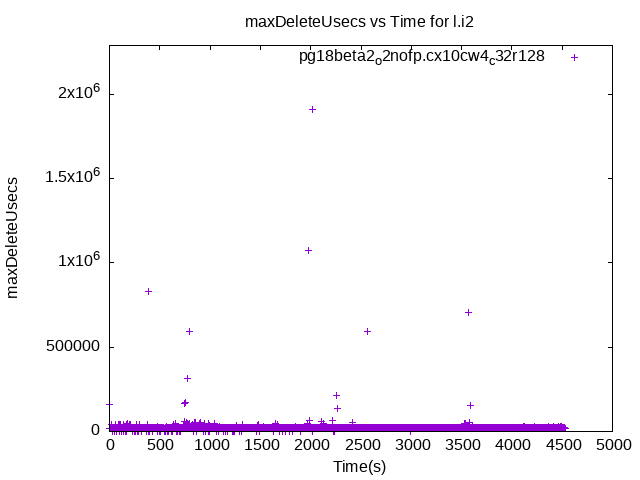 maxDeleteUsecs vs Time for l.i2
pg18beta2_o2nofp.cx10cw4_c32r128
2x10^6
1.5x10^6
1x10^6
500000
0
maxDeleteUsecs
0 500 1000 1500 2000 2500 3000 3500 4000 4500 5000
Time(s)